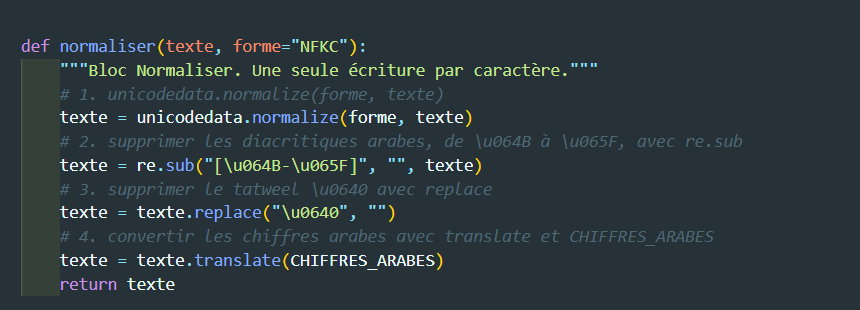 def normaliser(texte, forme="NFKC"):
    """Bloc Normaliser. Une seule écriture par caractère."""
    # 1. unicodedata.normalize(forme, texte)
    texte = unicodedata.normalize(forme, texte)
    # 2. supprimer les diacritiques arabes, de \u064B à \u065F, avec re.sub
    texte = re.sub("[\u064B-\u065F]", "", texte)
    # 3. supprimer le tatweel \u0640 avec replace
    texte = texte.replace("\u0640", "")
    # 4. convertir les chiffres arabes avec translate et CHIFFRES_ARABES
    texte = texte.translate(CHIFFRES_ARABES)
    return texte